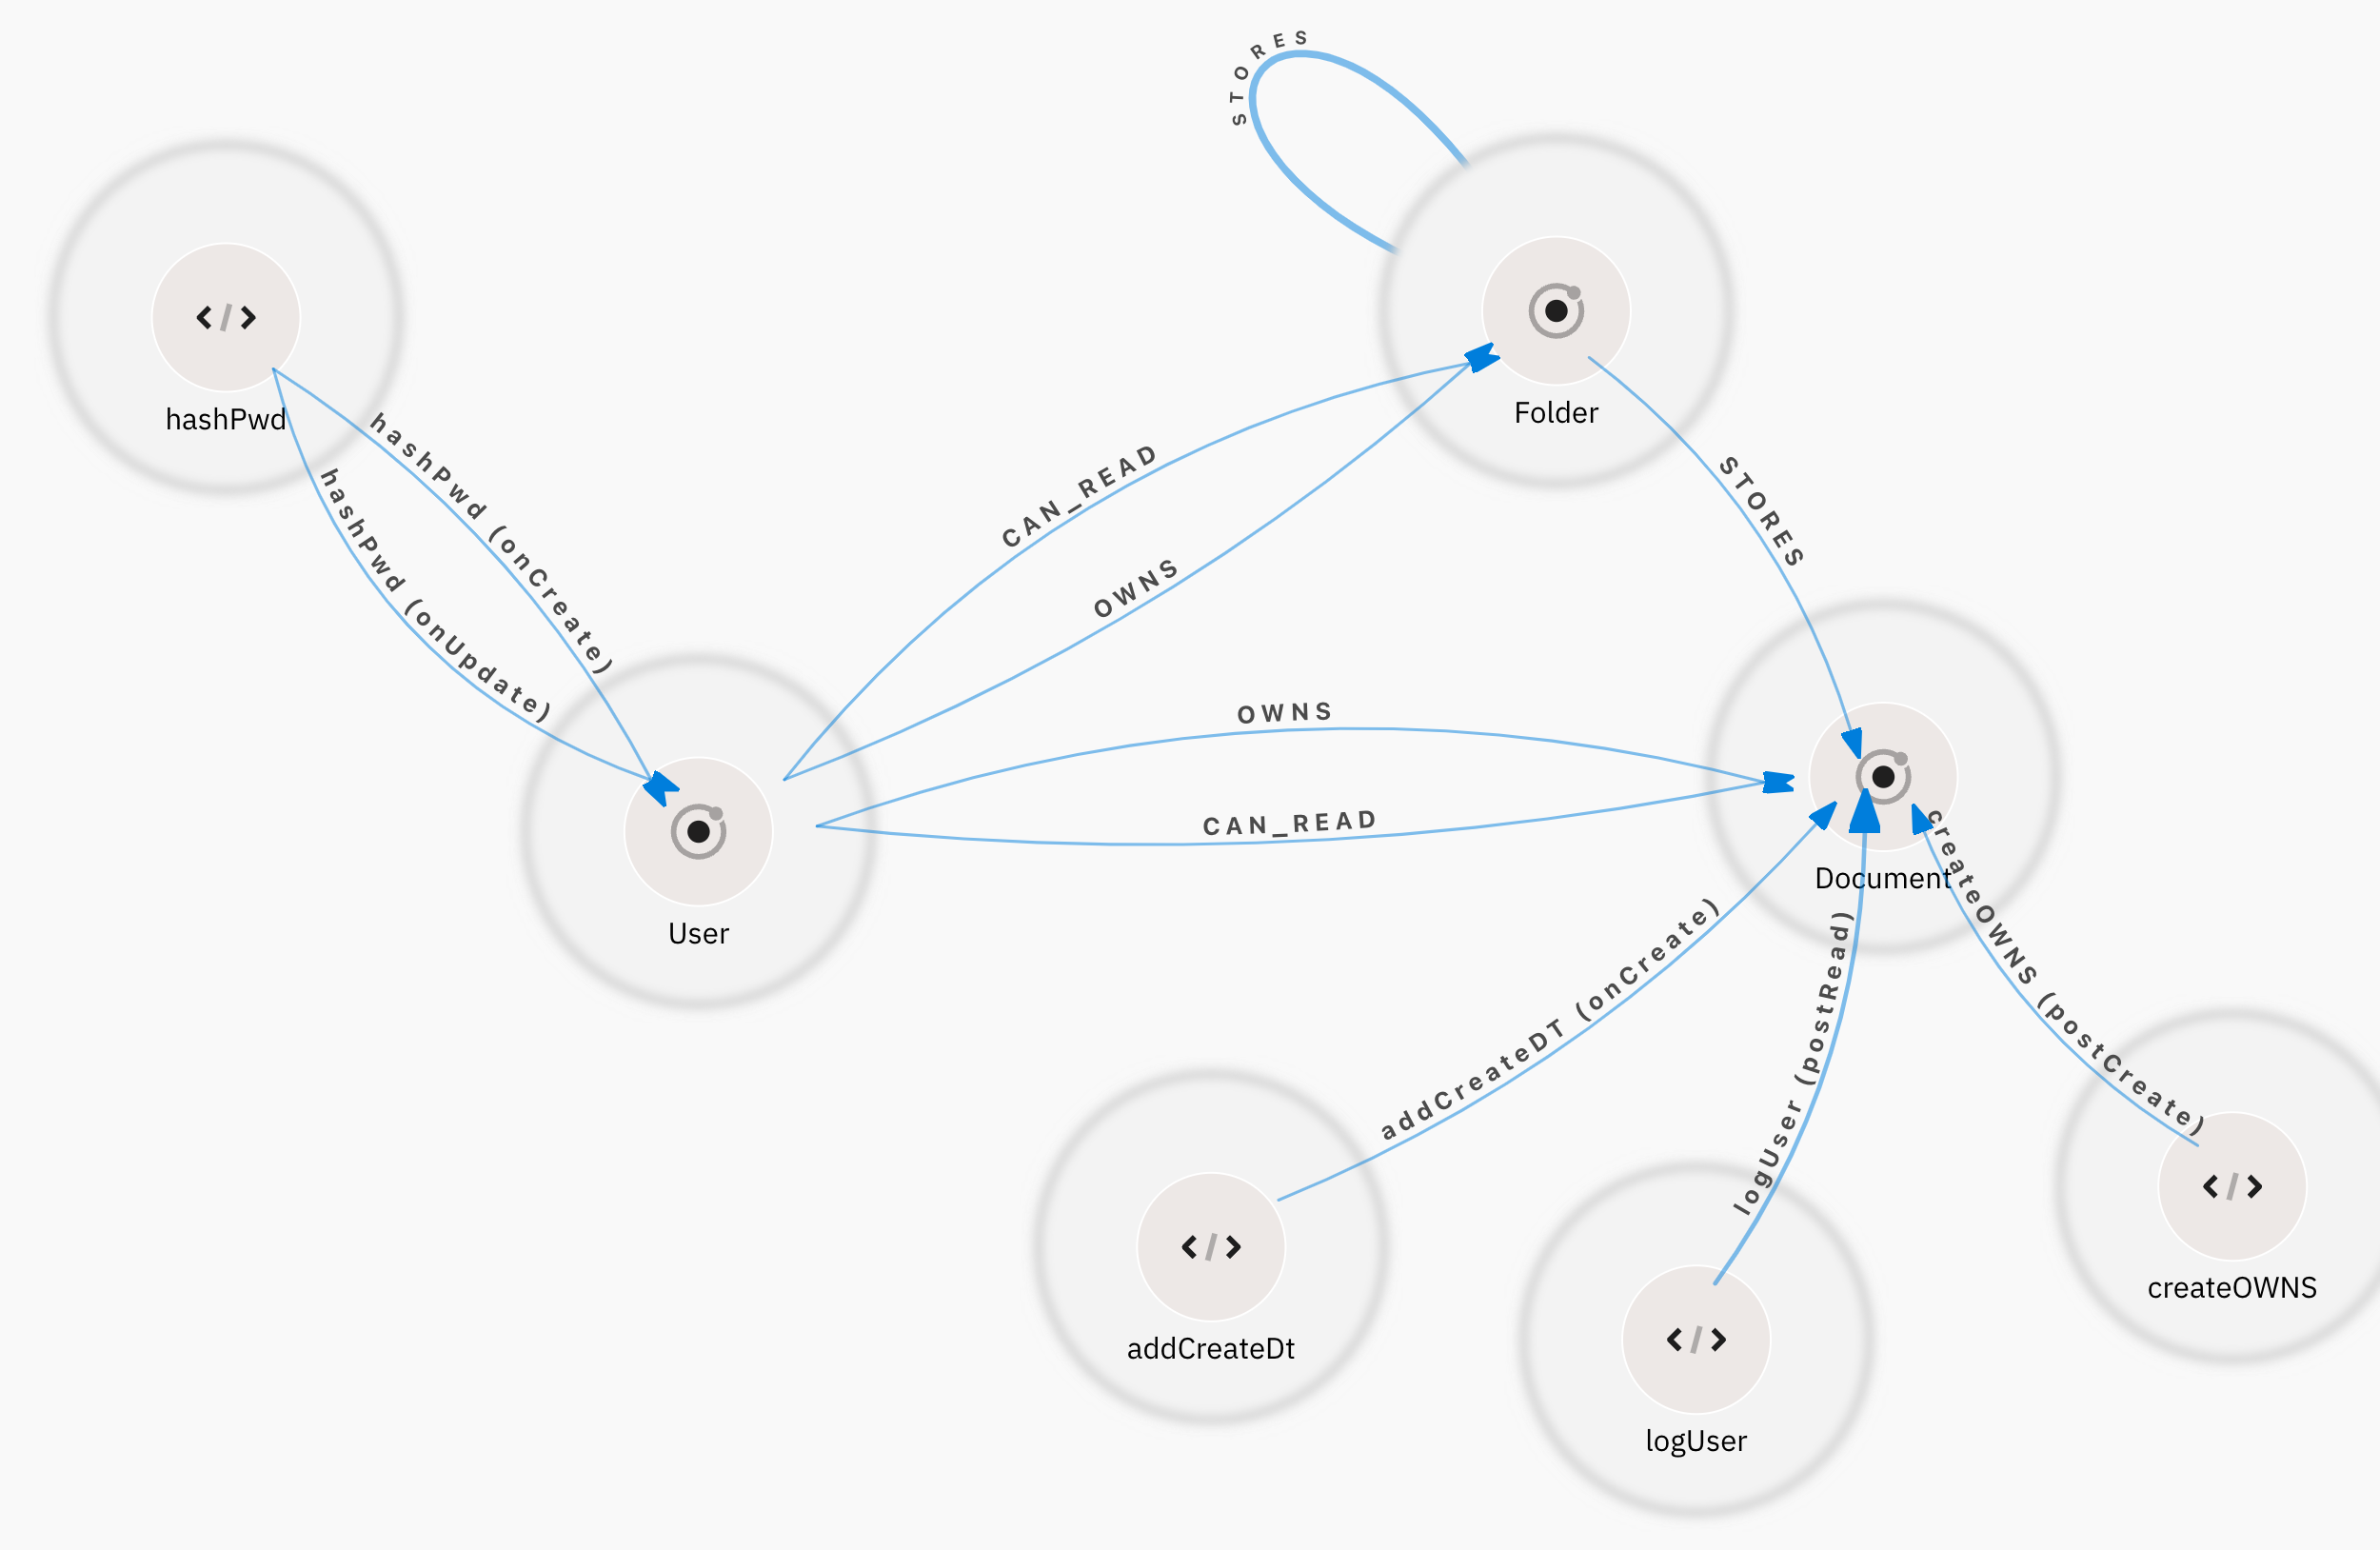 STORES
hashPwd
Folder
hashPwd (onCreate)
hashPwd (onUpdate)
CAN_READ
OWNS
STORES
OWNS
CAN_READ
User
Document
addCreateDT (onCreate)
logUser (postRead)
createOWNS (postCreate)
addCreateDt
logUser
createOWNS